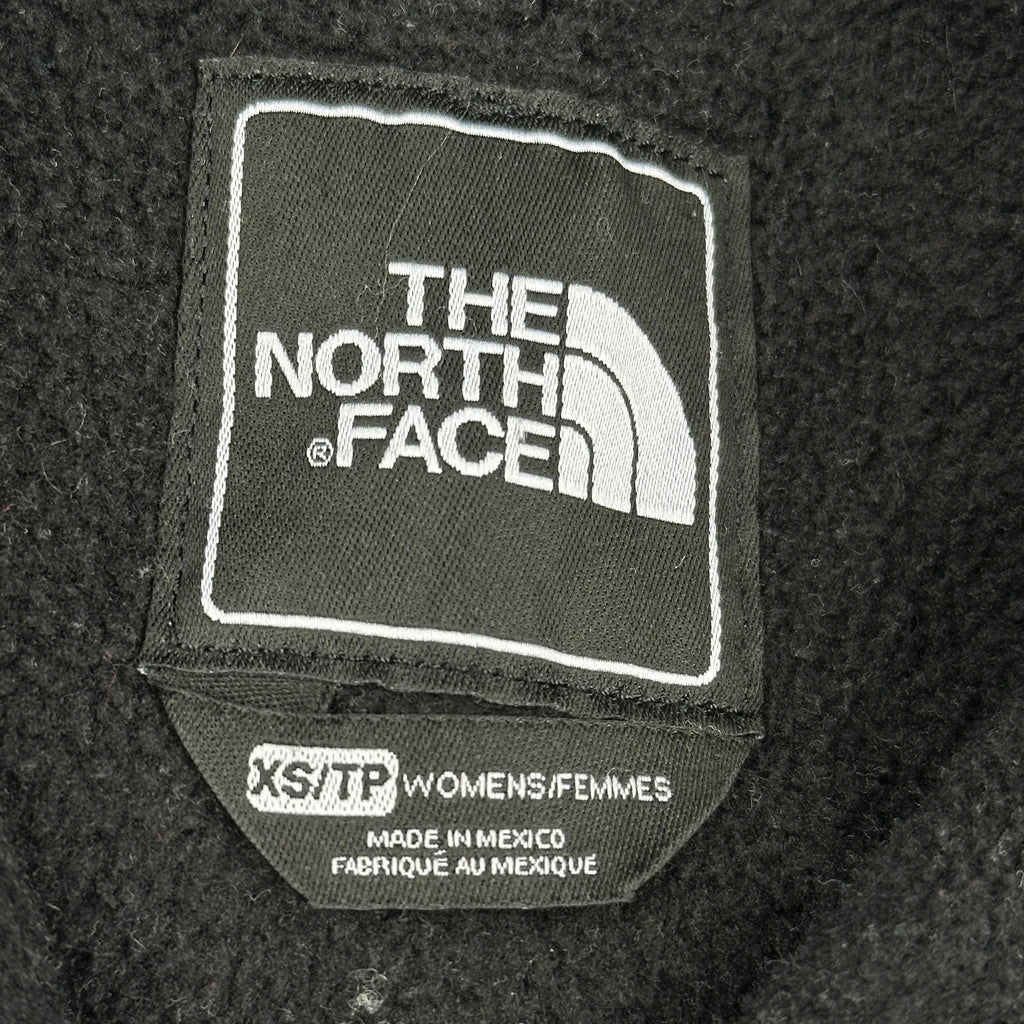 THE
NORTH
®FACE
XS/TP WOMENS/FEMMES
MADE IN MEXICO
FABRIQUÉ AU MEXIQUE